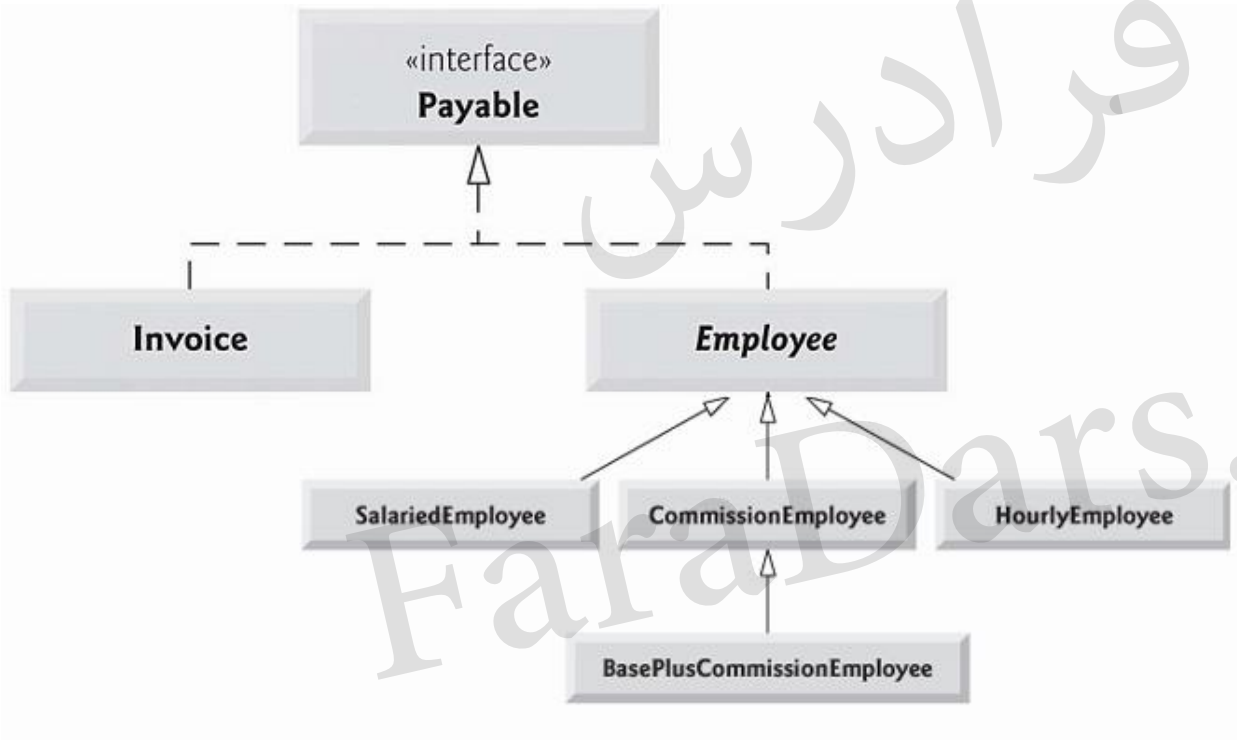 «interface»
Payable
فرادرس
Invoice
Employee
SalariedEmployee
CommissionEmployee
HourlyEmployee
FaraDars.
BasePlusCommissionEmployee